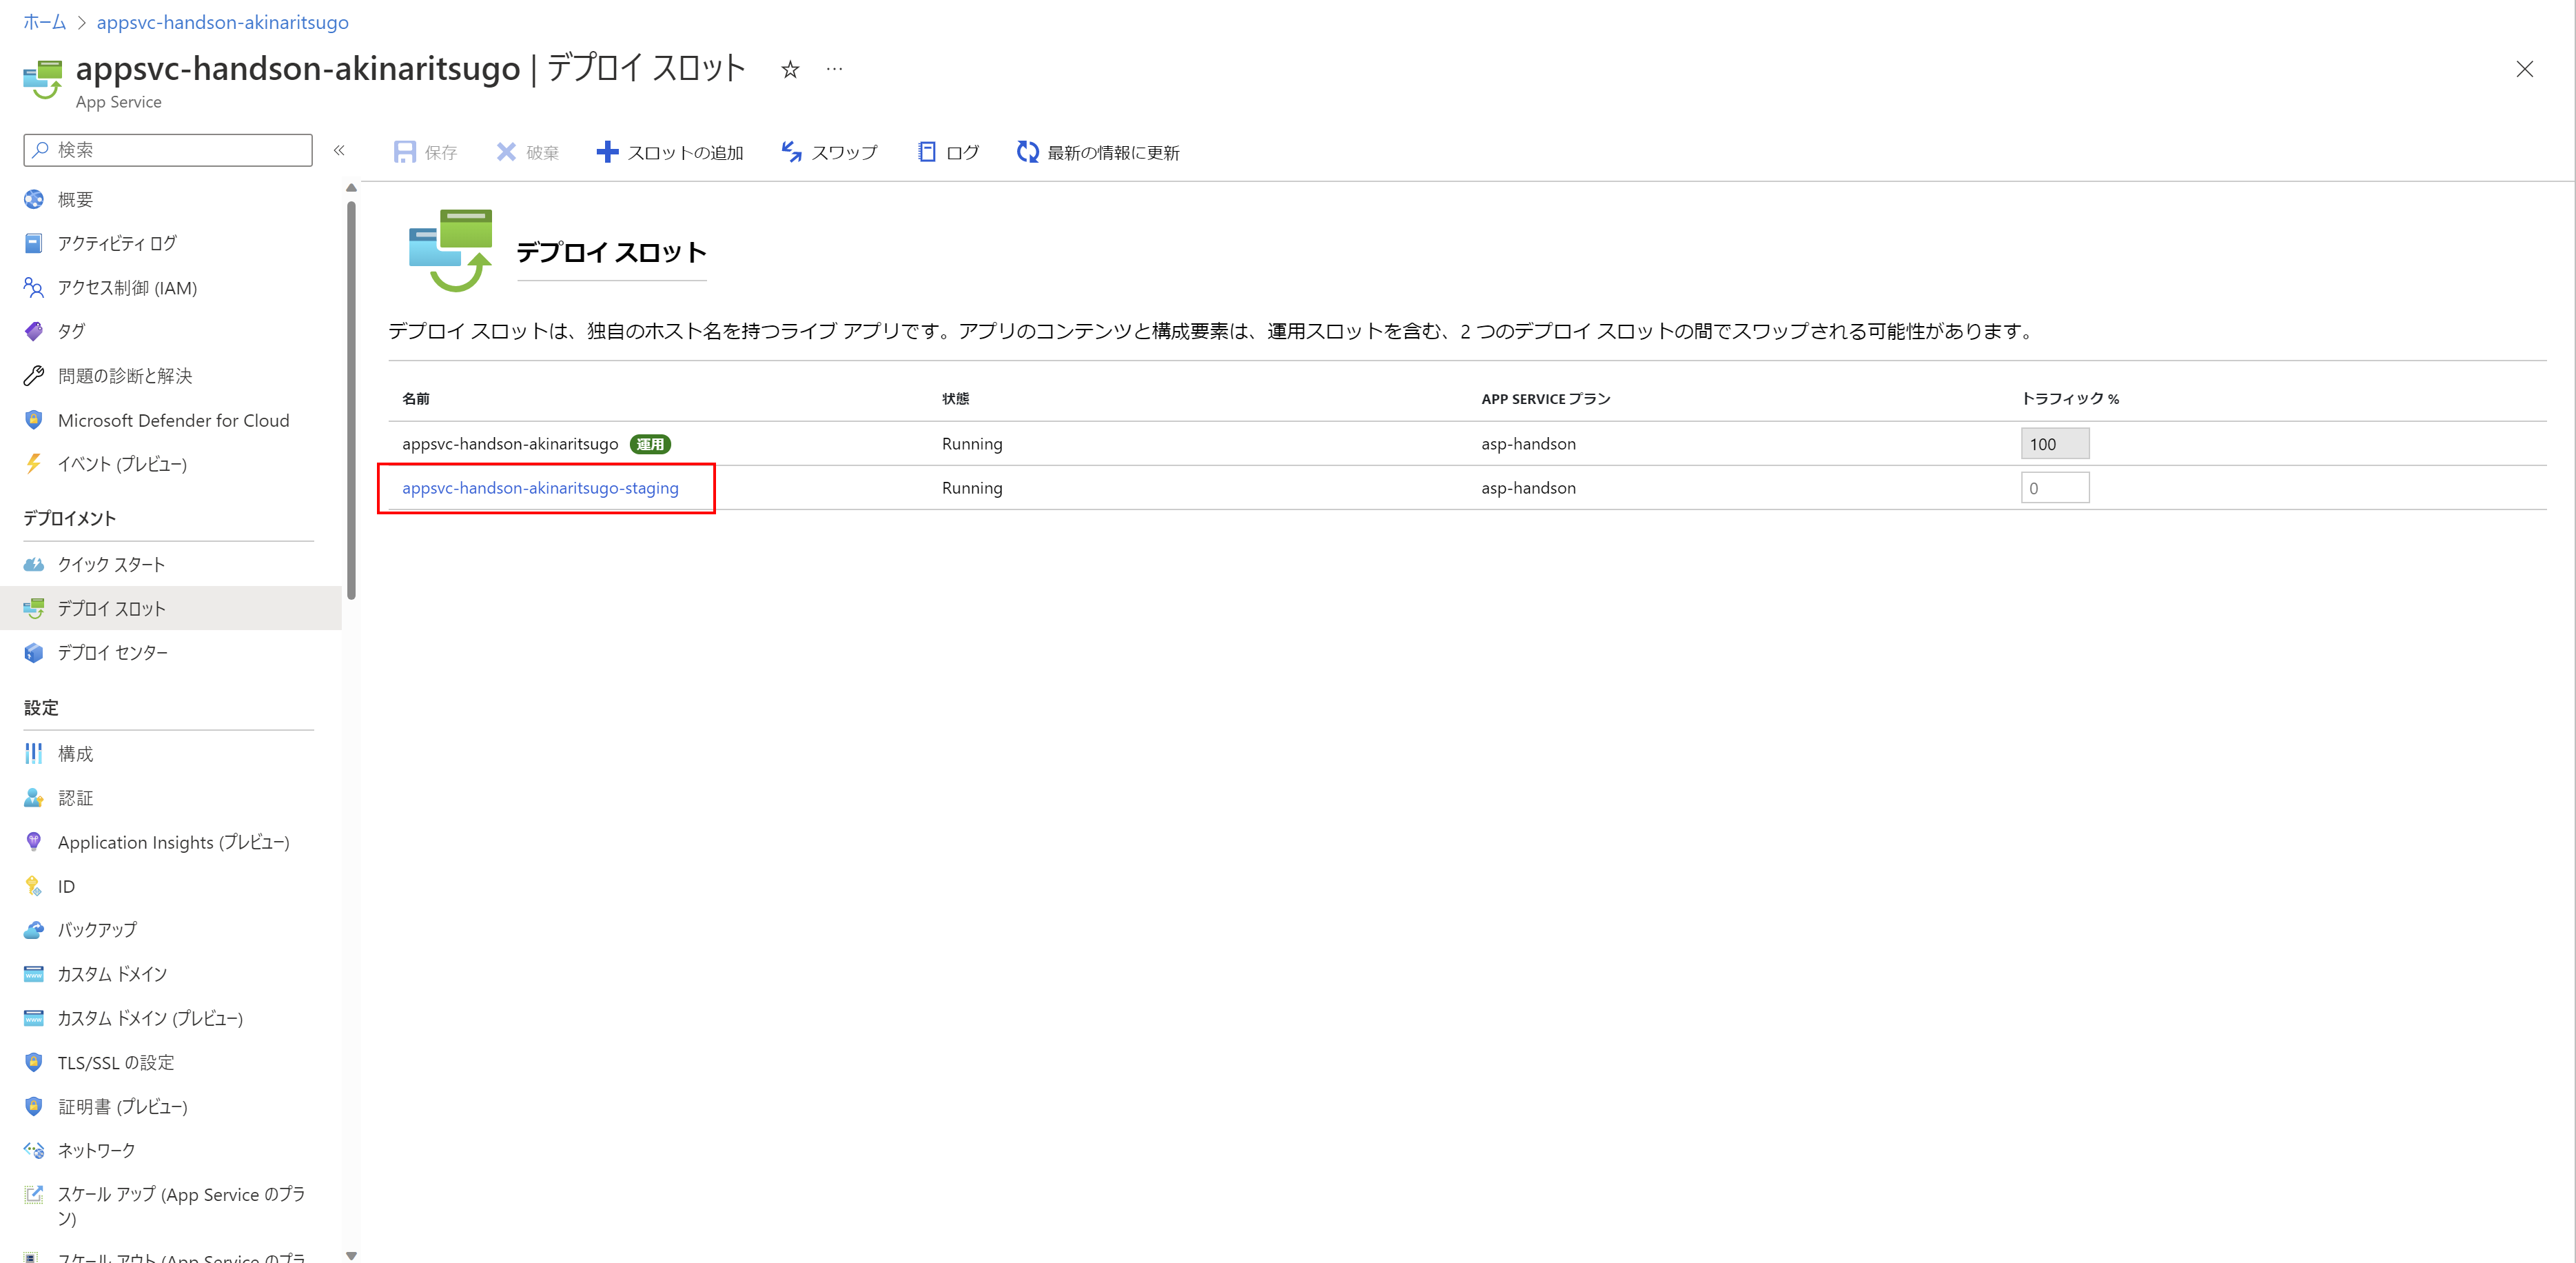 ホーム > appsvc-handson-akinaritsugo
appsvc-handson-akinaritsugo | デプロイ スロット ☆ …
App Service
検索 «
保存 破棄 スロットの追加 スワップ ログ 最新の情報に更新
概要
アクティビティ ログ
アクセス制御 (IAM)
タグ
問題の診断と解決
Microsoft Defender for Cloud
イベント (プレビュー)
デプロイメント
クイック スタート
デプロイ スロット
デプロイ センター
設定
構成
認証
Application Insights (プレビュー)
ID
バックアップ
カスタム ドメイン
カスタム ドメイン (プレビュー)
TLS/SSL の設定
証明書 (プレビュー)
ネットワーク
スケール アップ (App Service のプラ
ン)
スケール アウト (App Service のプラ
デプロイ スロット
デプロイ スロットは、独自のホスト名を持つライブ アプリです。アプリのコンテンツと構成要素は、運用スロットを含む、2 つのデプロイ スロットの間でスワップされる可能性があります。
名前 状態 APP SERVICE プラン トラフィック %
appsvc-handson-akinaritsugo 運用 Running asp-handson 100
appsvc-handson-akinaritsugo-staging Running asp-handson 0